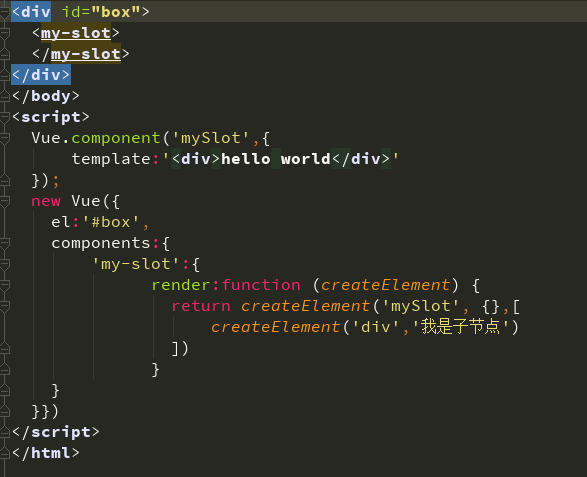 <div id="box">
  <my-slot>
  </my-slot>
</div>
</body>
<script>
  Vue.component('mySlot',{
      template:'<div>hello world</div>'
  });
  new Vue({
    el:'#box',
    components:{
        'my-slot':{
              render:function (createElement) {
                return createElement('mySlot', {},[
                    createElement('div','我是子节点')
                ])
              }
    }
  }})
</script>
</html>